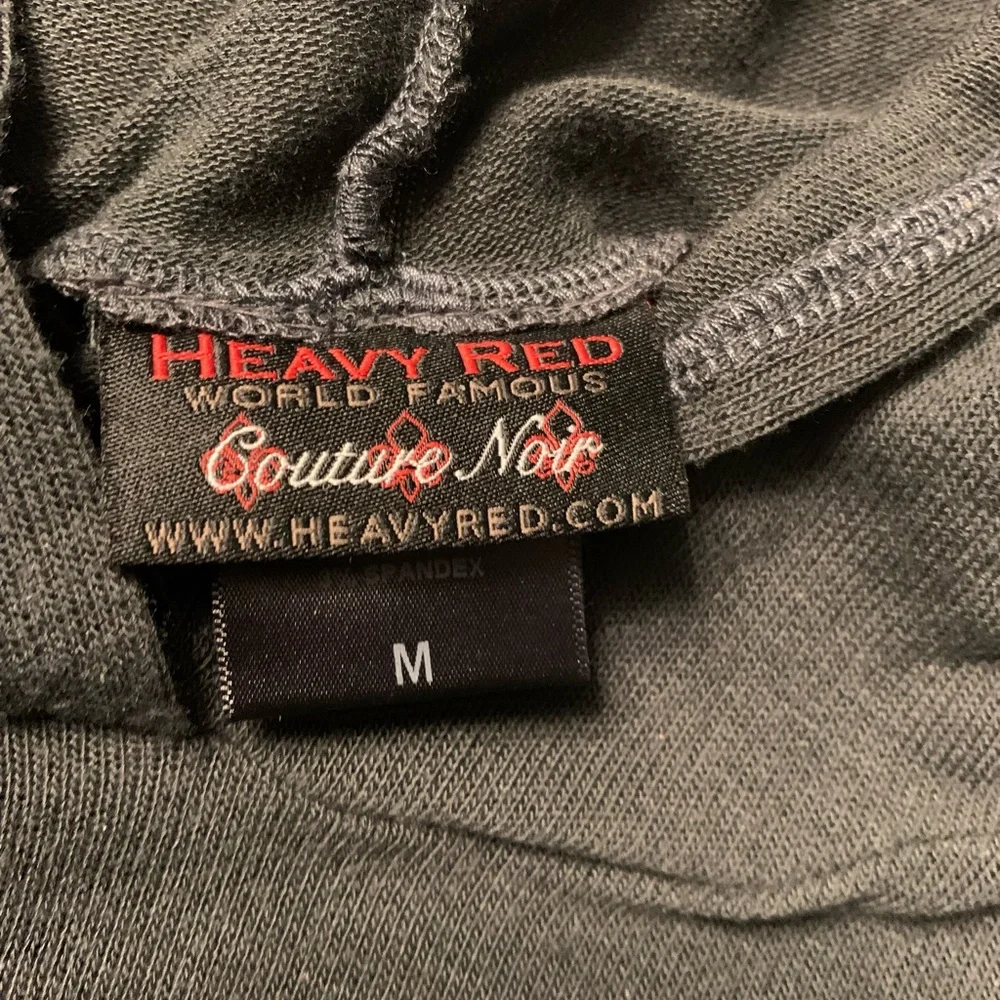 HEAVY RED
WORLD FAMOUS
Couture Noir
WWW.HEAVYRED.COM
SPANDEX
M